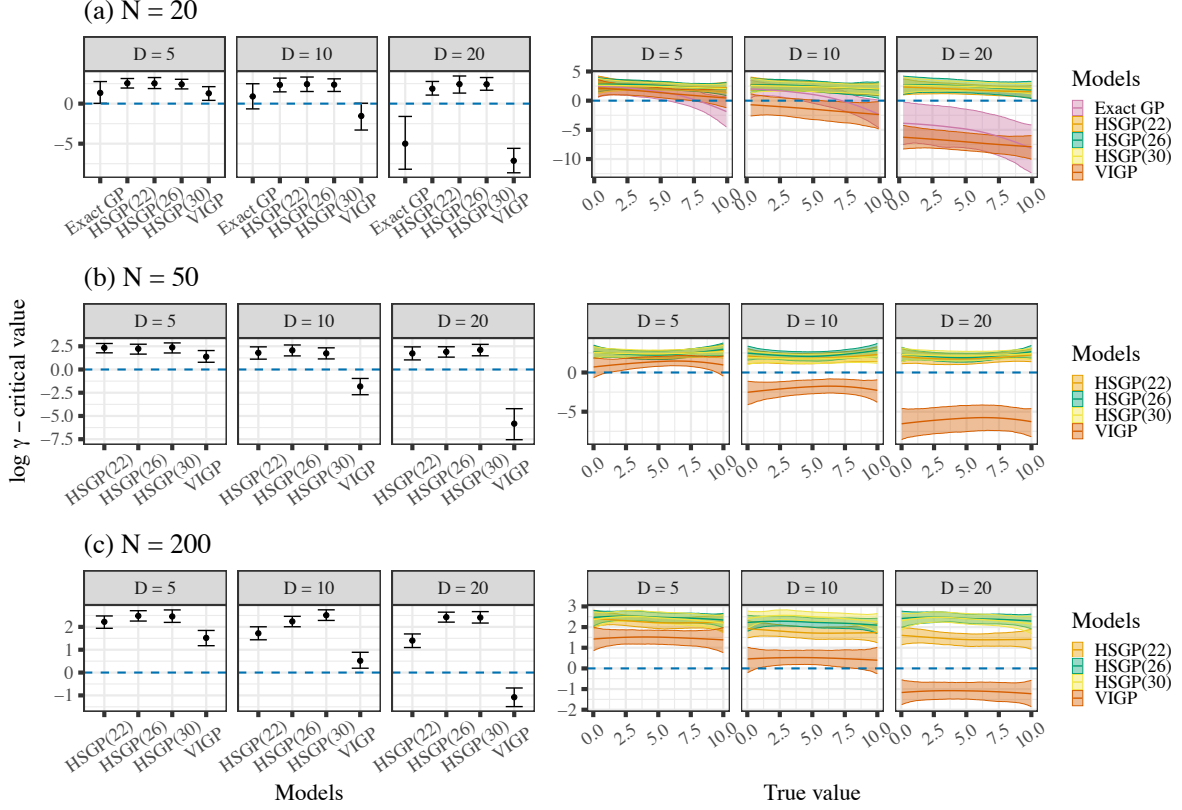 (a) N = 20
D = 5 D = 10 D = 20 D = 5 D = 10 D = 20
0
−5
Exact GP HSGP(22) HSGP(26) HSGP(30) VIGP Exact GP HSGP(22) HSGP(26) HSGP(30) VIGP Exact GP HSGP(22) HSGP(26) HSGP(30) VIGP
5
0
−5
−10
0.0 2.5 5.0 7.5 10.0 0.0 2.5 5.0 7.5 10.0 0.0 2.5 5.0 7.5 10.0
Models
Exact GP
HSGP(22)
HSGP(26)
HSGP(30)
VIGP
log γ − critical value
(b) N = 50
D = 5 D = 10 D = 20 D = 5 D = 10 D = 20
2.5
0.0
−2.5
−5.0
−7.5
HSGP(22) HSGP(26) HSGP(30) VIGP HSGP(22) HSGP(26) HSGP(30) VIGP HSGP(22) HSGP(26) HSGP(30) VIGP
0
−5
0.0 2.5 5.0 7.5 10.0 0.0 2.5 5.0 7.5 10.0 0.0 2.5 5.0 7.5 10.0
Models
HSGP(22)
HSGP(26)
HSGP(30)
VIGP
(c) N = 200
D = 5 D = 10 D = 20 D = 5 D = 10 D = 20
2
1
0
−1
HSGP(22) HSGP(26) HSGP(30) VIGP HSGP(22) HSGP(26) HSGP(30) VIGP HSGP(22) HSGP(26) HSGP(30) VIGP
3
2
1
0
−1
−2
0.0 2.5 5.0 7.5 10.0 0.0 2.5 5.0 7.5 10.0 0.0 2.5 5.0 7.5 10.0
Models
HSGP(22)
HSGP(26)
HSGP(30)
VIGP
Models True value